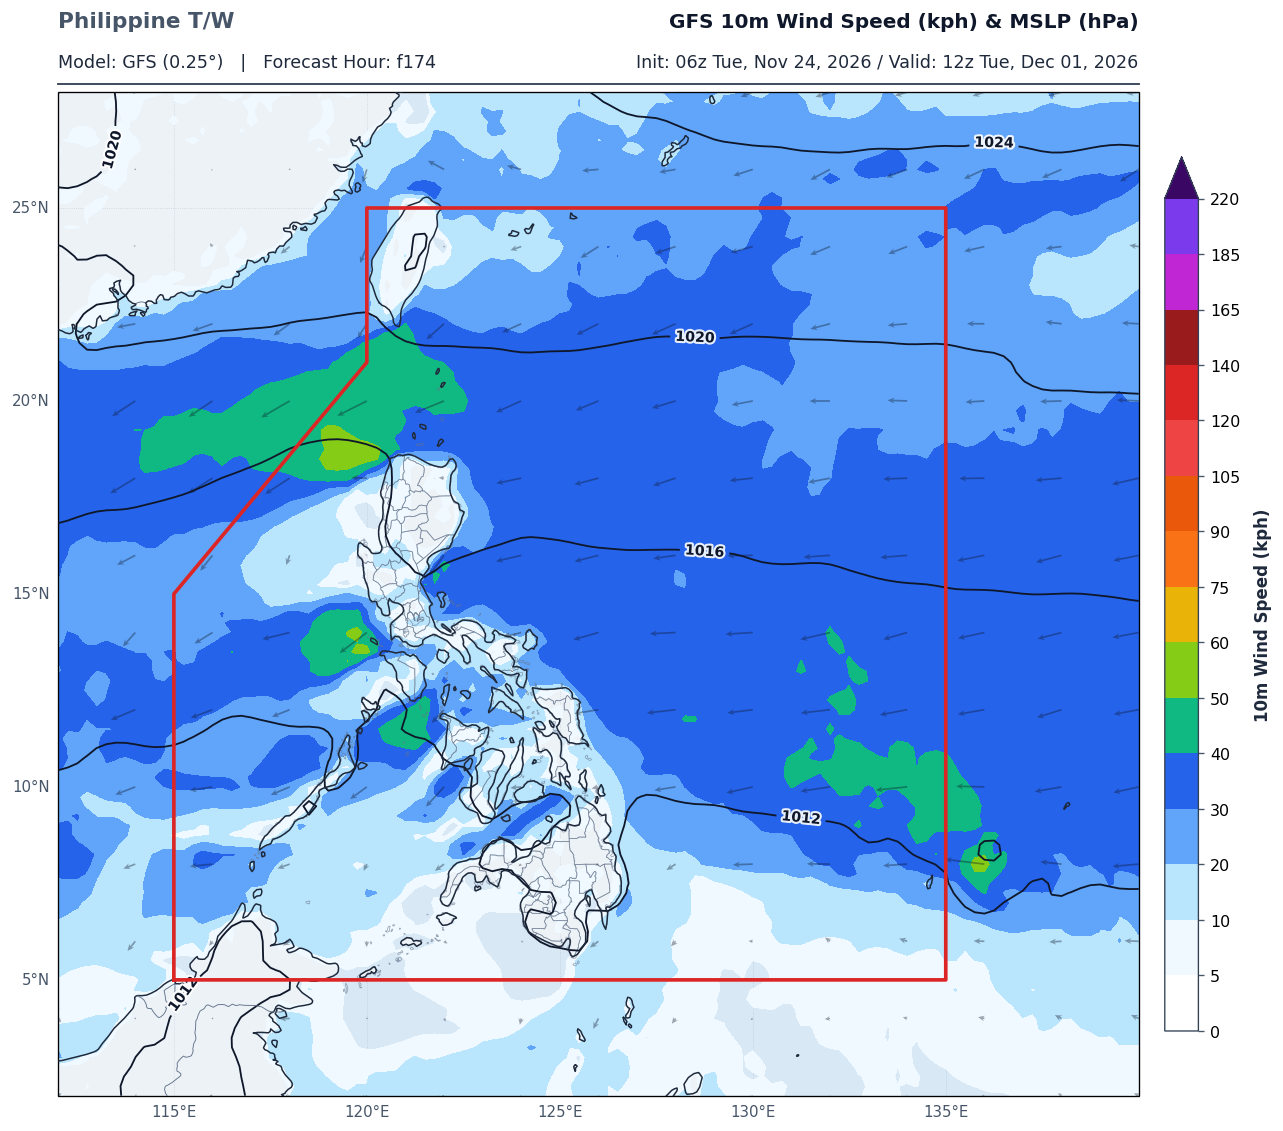 Philippine T/W
GFS 10m Wind Speed (kph) & MSLP (hPa)
Model: GFS (0.25°) | Forecast Hour: f174
Init: 06z Tue, Nov 24, 2026 / Valid: 12z Tue, Dec 01, 2026
1020
1024
1020
1016
1012
1012
25°N
20°N
15°N
10°N
5°N
115°E
120°E
125°E
130°E
135°E
220
185
165
140
120
105
90
75
60
50
40
30
20
10
5
0
10m Wind Speed (kph)